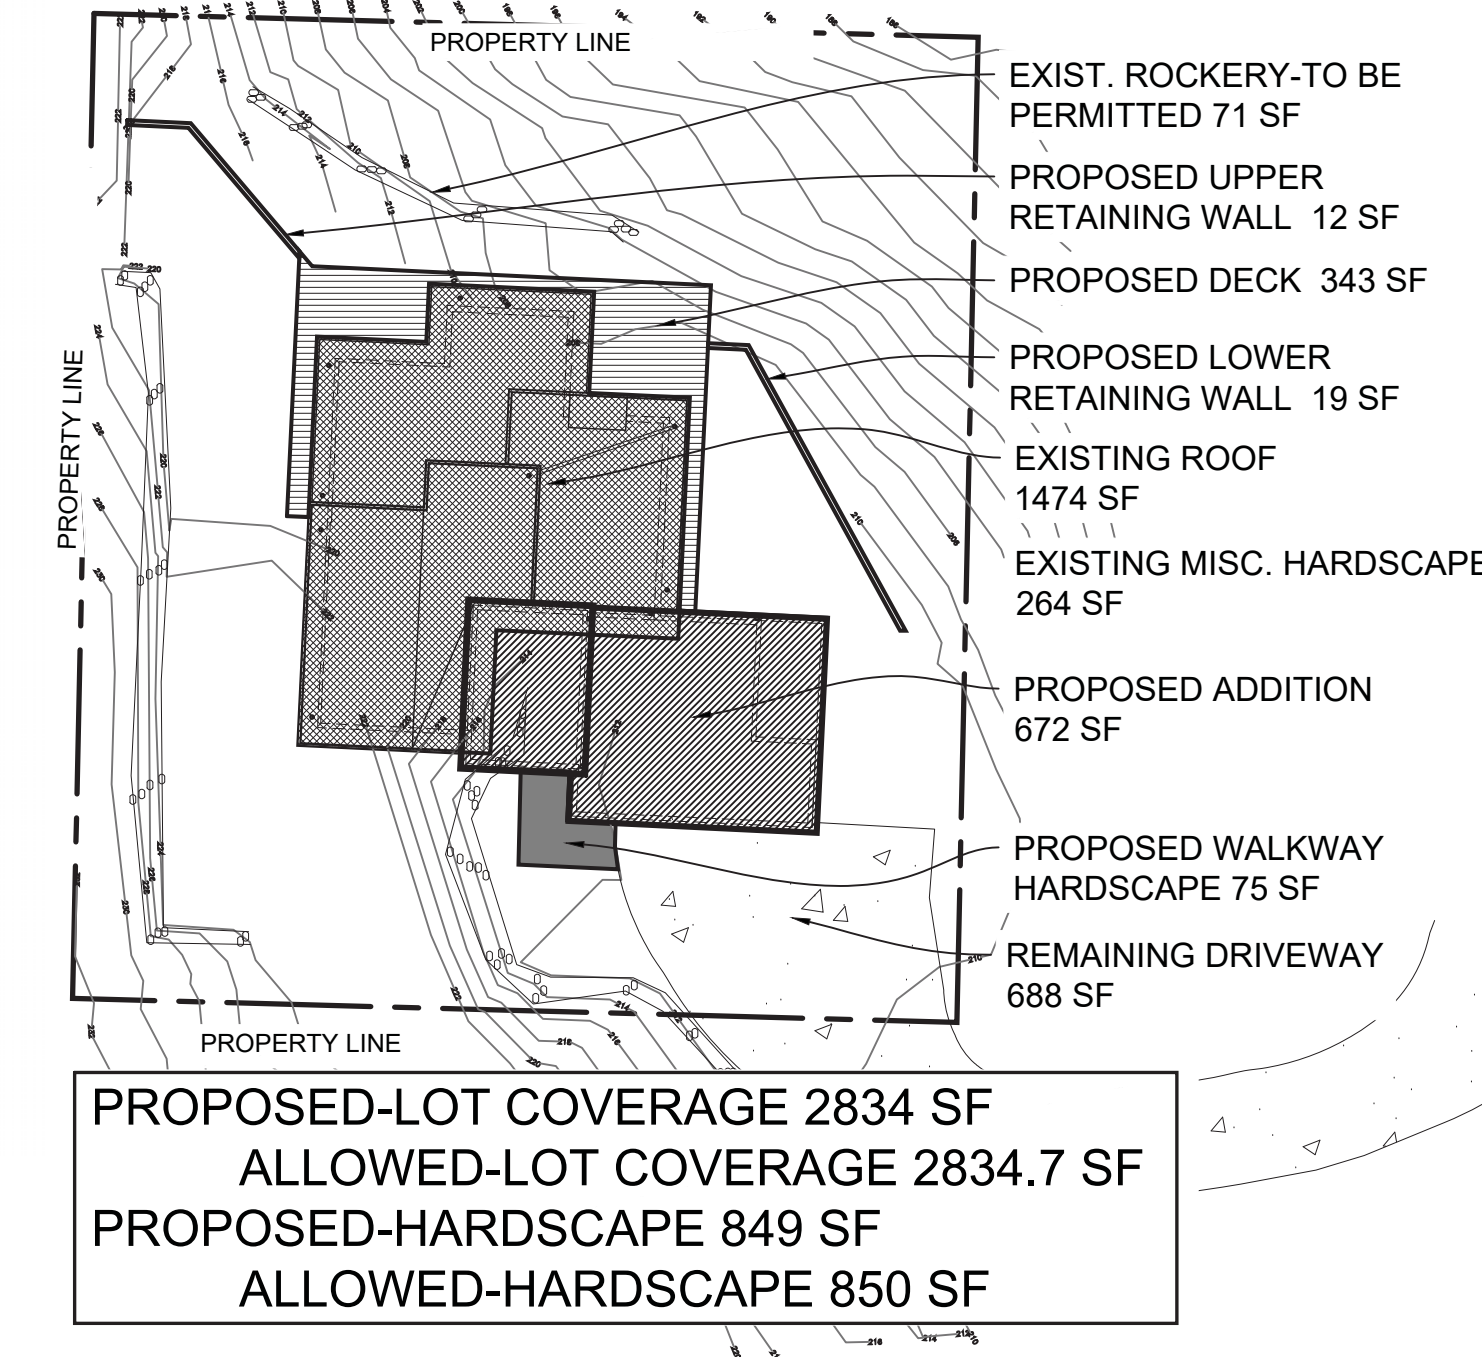 PROPERTY LINE
EXIST. ROCKERY-TO BE
PERMITTED 71 SF
PROPOSED UPPER
RETAINING WALL 12 SF
PROPOSED DECK 343 SF
PROPOSED LOWER
RETAINING WALL 19 SF
PROPERTY LINE
EXISTING ROOF
1474 SF
EXISTING MISC. HARDSCAPE
264 SF
PROPOSED ADDITION
672 SF
PROPOSED WALKWAY
HARDSCAPE 75 SF
REMAINING DRIVEWAY
688 SF
PROPERTY LINE
PROPOSED-LOT COVERAGE 2834 SF
ALLOWED-LOT COVERAGE 2834.7 SF
PROPOSED-HARDSCAPE 849 SF
ALLOWED-HARDSCAPE 850 SF